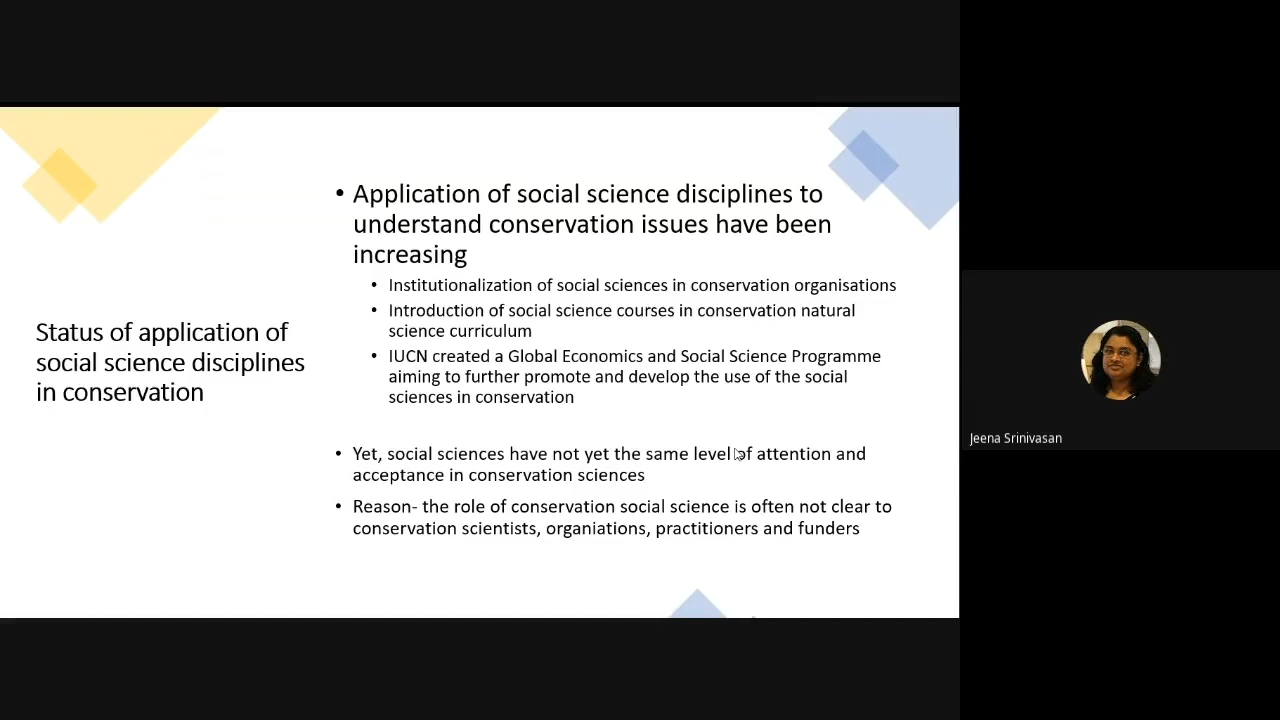 Status of application of
social science disciplines
in conservation
• Application of social science disciplines to
understand conservation issues have been
increasing
• Institutionalization of social sciences in conservation organisations
• Introduction of social science courses in conservation natural
science curriculum
• IUCN created a Global Economics and Social Science Programme
aiming to further promote and develop the use of the social
sciences in conservation
• Yet, social sciences have not yet the same level of attention and
acceptance in conservation sciences
• Reason- the role of conservation social science is often not clear to
conservation scientists, organiations, practitioners and funders
Jeena Srinivasan